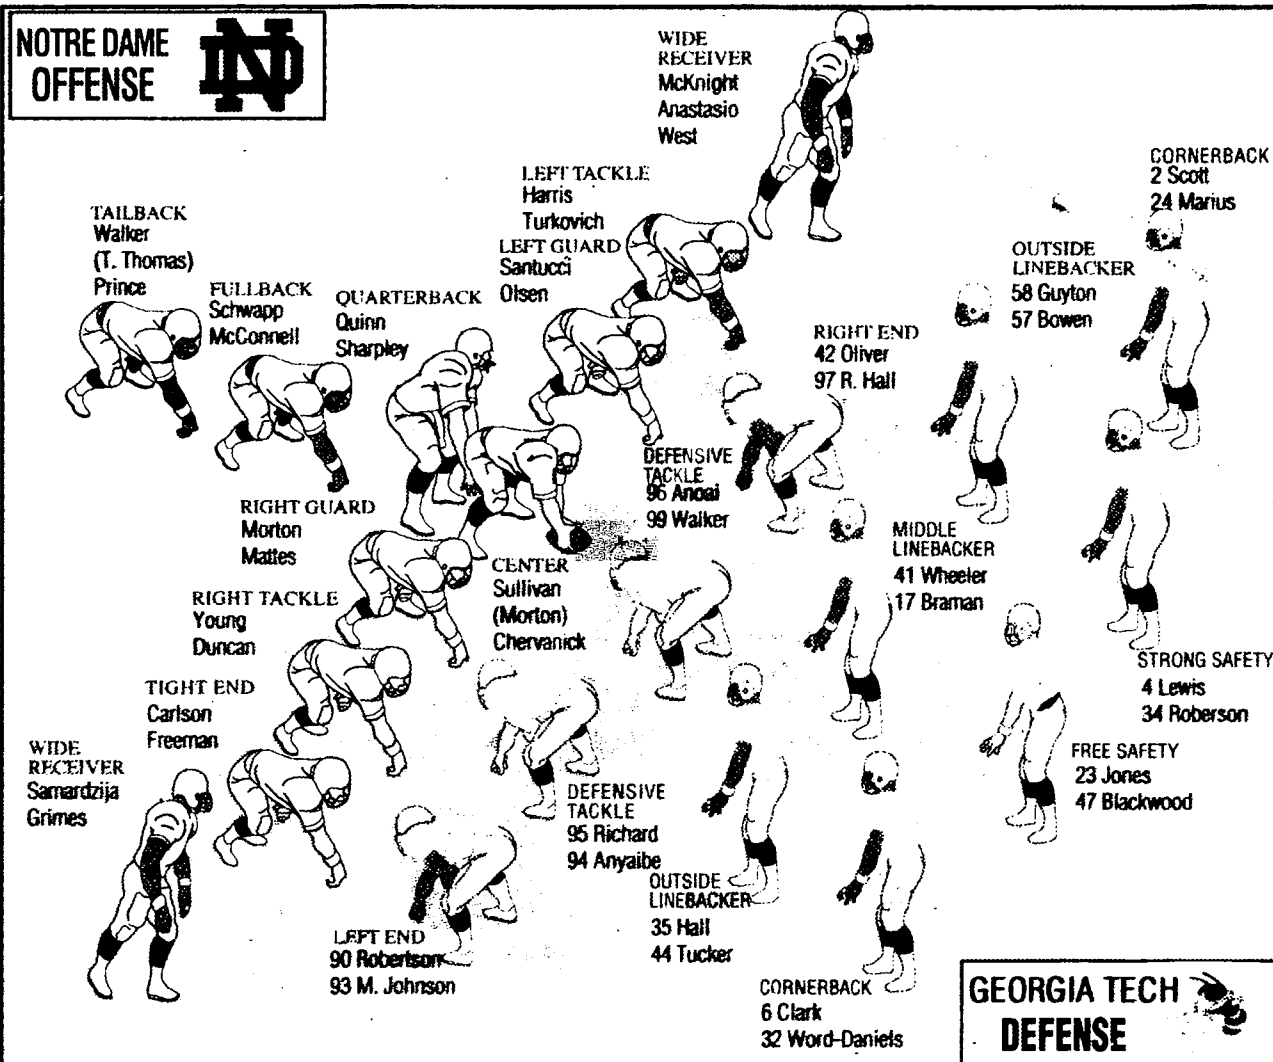 NOTRE DAME
OFFENSE
ND
WIDE
RECEIVER
McKnight
Anastasio
West
LEFT TACKLE
Harris
Turkovich
LEFT GUARD
Santucci
Olsen
TAILBACK
Walker
(T. Thomas)
Prince
FULLBACK
Schwapp
McConnell
QUARTERBACK
Quinn
Sharpley
CORNERBACK
2 Scott
24 Marius
OUTSIDE
LINEBACKER
58 Guyton
57 Bowen
RIGHT END
42 Oliver
97 R. Hall
DEFENSIVE
TACKLE
96 Anoai
99 Walker
RIGHT GUARD
Morton
Mattes
CENTER
Sullivan
(Morton)
Chervanick
MIDDLE
LINEBACKER
41 Wheeler
17 Braman
RIGHT TACKLE
Young
Duncan
TIGHT END
Carlson
Freeman
STRONG SAFETY
4 Lewis
34 Roberson
WIDE
RECEIVER
Samardzija
Grimes
FREE SAFETY
23 Jones
47 Blackwood
DEFENSIVE
TACKLE
95 Richard
94 Anyaibe
OUTSIDE
LINEBACKER
35 Hall
44 Tucker
LEFT END
90 Robertson
93 M. Johnson
CORNERBACK
6 Clark
32 Word-Daniels
GEORGIA TECH
DEFENSE